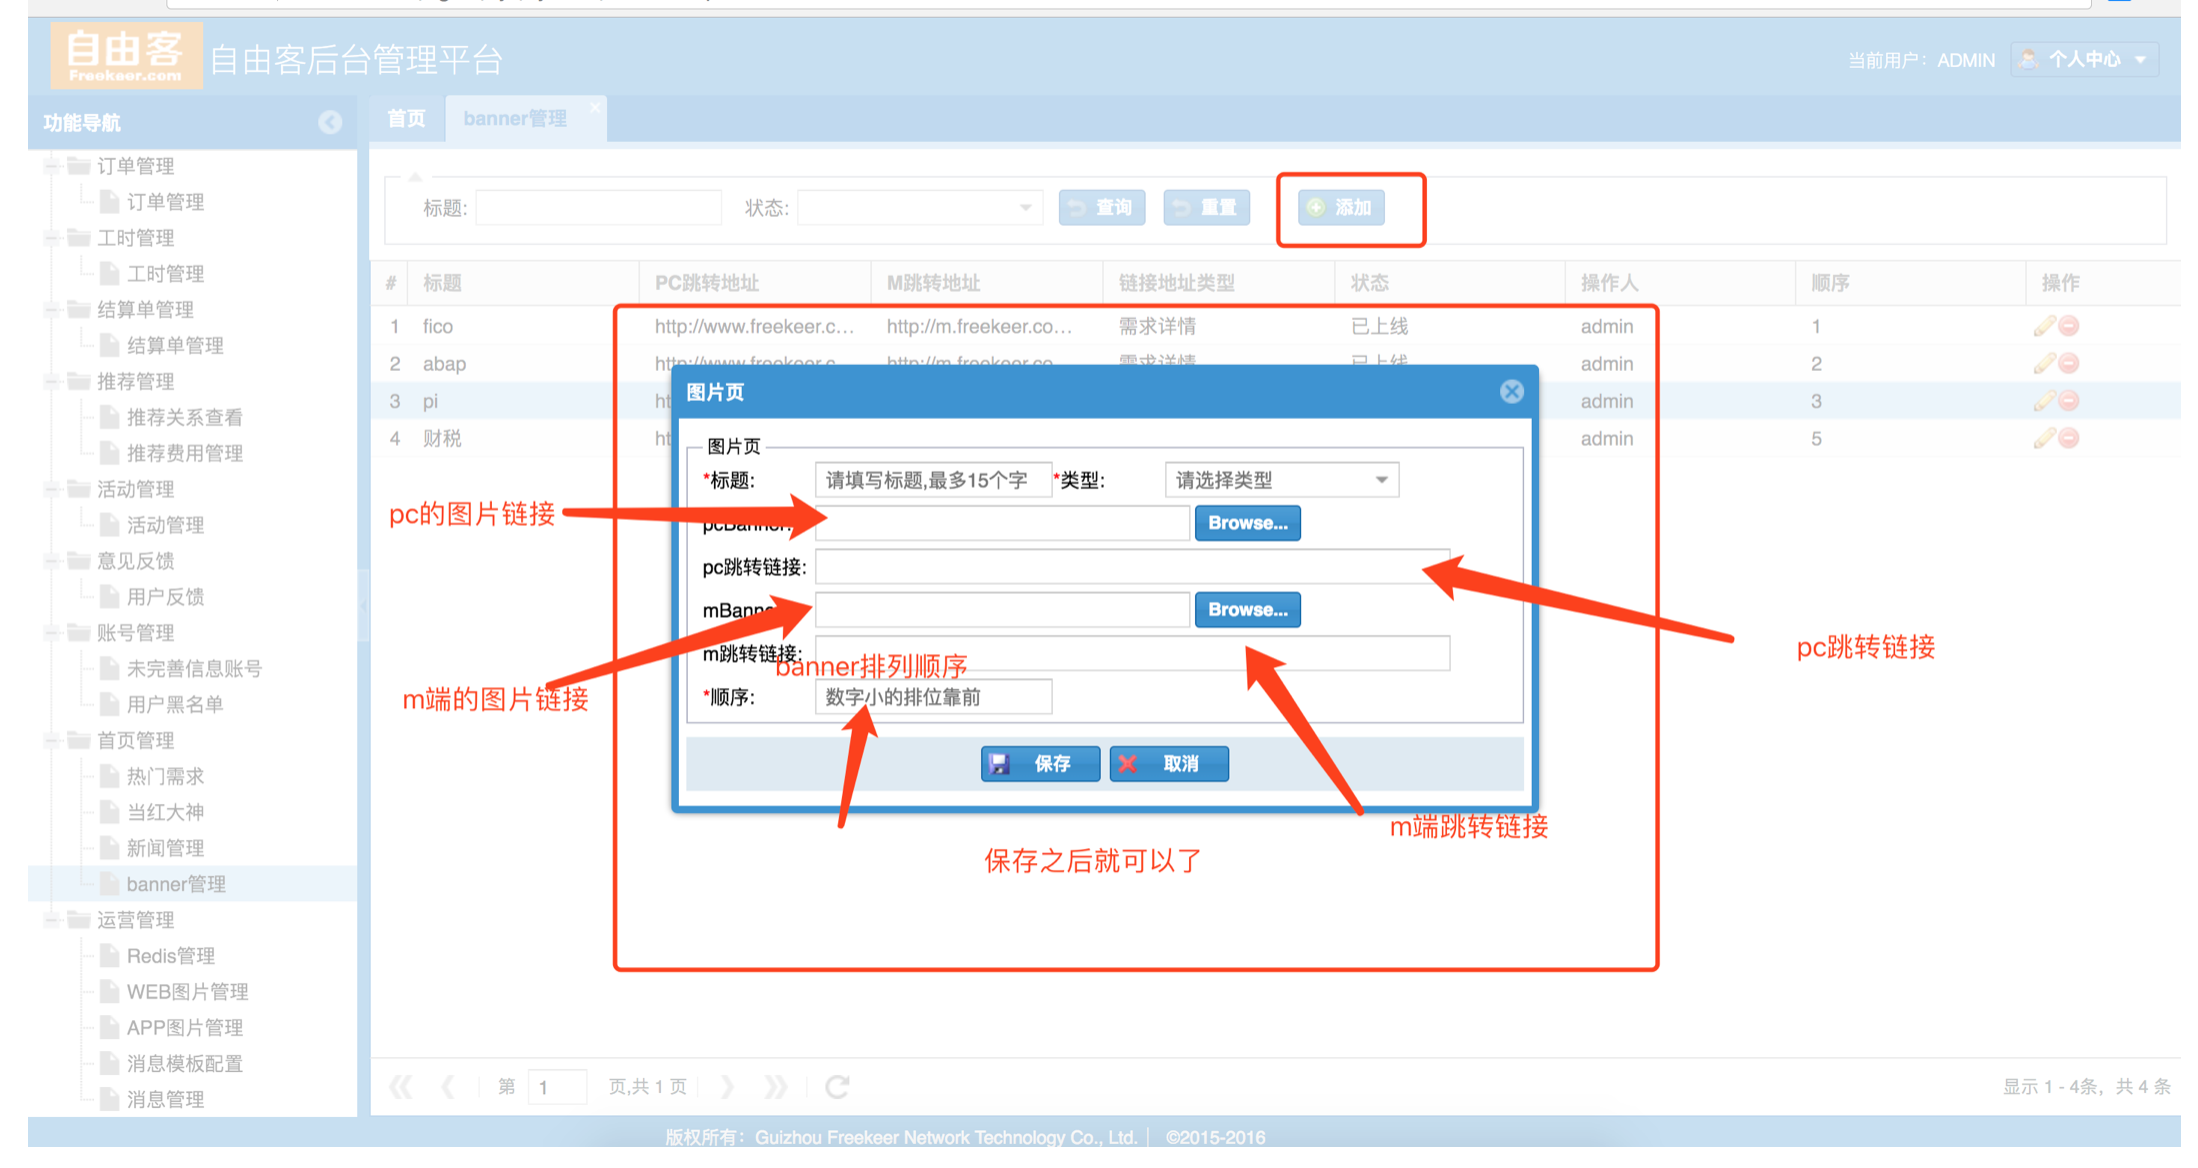 自由客
Freekeer.com
自由客后台管理平台
当前用户：ADMIN
个人中心
功能导航
首页
banner管理
订单管理
订单管理
工时管理
工时管理
结算单管理
结算单管理
推荐管理
推荐关系查看
推荐费用管理
活动管理
活动管理
意见反馈
用户反馈
账号管理
未完善信息账号
用户黑名单
首页管理
热门需求
当红大神
新闻管理
banner管理
运营管理
Redis管理
WEB图片管理
APP图片管理
消息模板配置
消息管理
标题: 状态: 查询 重置 添加
# 标题 PC跳转地址 M跳转地址 链接地址类型 状态 操作人 顺序 操作
1 fico http://www.freekeer.c... http://m.freekeer.co... 需求详情 已上线 admin 1
2 abap http://www.freekeer.c... http://m.freekeer.co... 需求详情 已上线 admin 2
3 pi ht admin 3
4 财税 ht admin 5
图片页
图片页
*标题: 请填写标题,最多15个字 *类型: 请选择类型
pc的图片链接
pcBanner: Browse...
pc跳转链接:
mBanner Browse...
pc跳转链接
m跳转链接:
banner排列顺序
m端的图片链接
*顺序: 数字小的排位靠前
保存 取消
m端跳转链接
保存之后就可以了
第 1 页,共 1 页
显示 1 - 4条，共 4 条
版权所有：Guizhou Freekeer Network Technology Co., Ltd. ©2015-2016